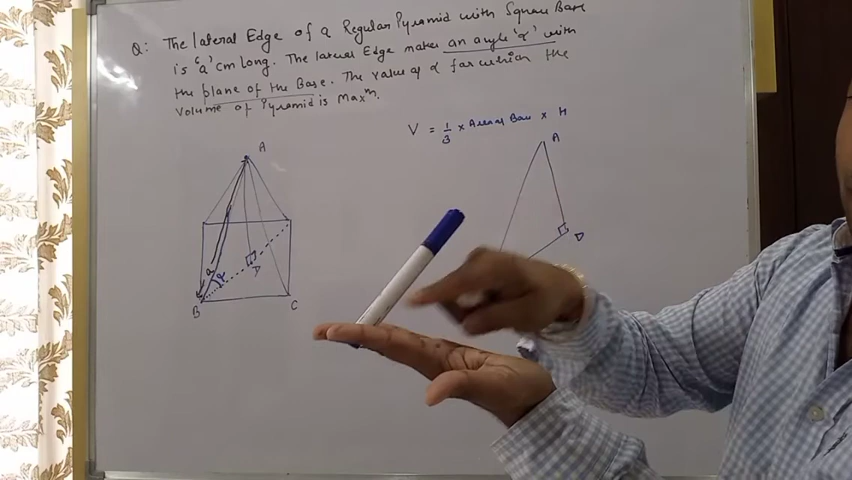 Q: The lateral Edge of a Regular Pyramid with Square Base
is 'a' cm long. The lateral Edge makes an angle 'α' with
the plane of the Base. The value of α for which the
Volume of Pyramid is Maxm.
V = 1/3 × Area of Base × H
A
A
D
a
α
D
B
C